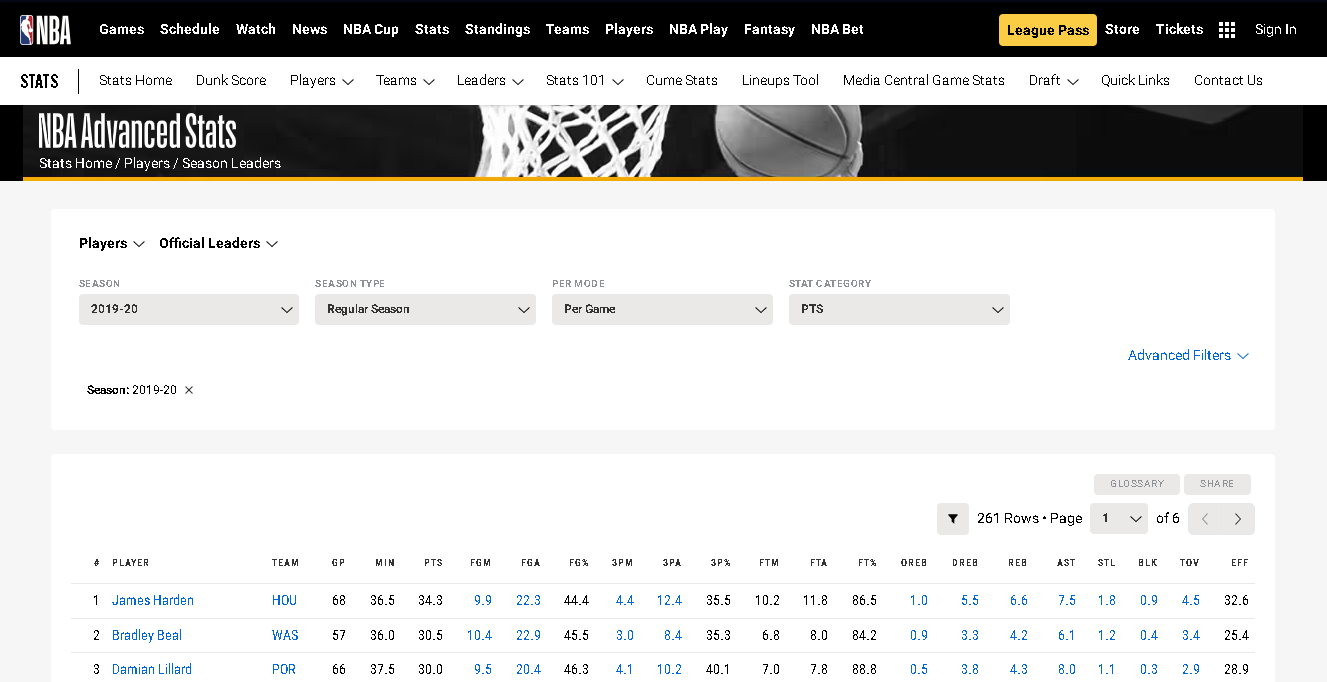 NBA Games Schedule Watch News NBA Cup Stats Standings Teams Players NBA Play Fantasy NBA Bet League Pass Store Tickets Sign In
STATS Stats Home Dunk Score Players Teams Leaders Stats 101 Cume Stats Lineups Tool Media Central Game Stats Draft Quick Links Contact Us
NBA Advanced Stats
Stats Home / Players / Season Leaders
Players Official Leaders
SEASON SEASON TYPE PER MODE STAT CATEGORY
2019-20 Regular Season Per Game PTS
Advanced Filters
Season: 2019-20 ×
GLOSSARY SHARE
261 Rows • Page 1 of 6
# PLAYER TEAM GP MIN PTS FGM FGA FG% 3PM 3PA 3P% FTM FTA FT% OREB DREB REB AST STL BLK TOV EFF
1 James Harden HOU 68 36.5 34.3 9.9 22.3 44.4 4.4 12.4 35.5 10.2 11.8 86.5 1.0 5.5 6.6 7.5 1.8 0.9 4.5 32.6
2 Bradley Beal WAS 57 36.0 30.5 10.4 22.9 45.5 3.0 8.4 35.3 6.8 8.0 84.2 0.9 3.3 4.2 6.1 1.2 0.4 3.4 25.4
3 Damian Lillard POR 66 37.5 30.0 9.5 20.4 46.3 4.1 10.2 40.1 7.0 7.8 88.8 0.5 3.8 4.3 8.0 1.1 0.3 2.9 28.9